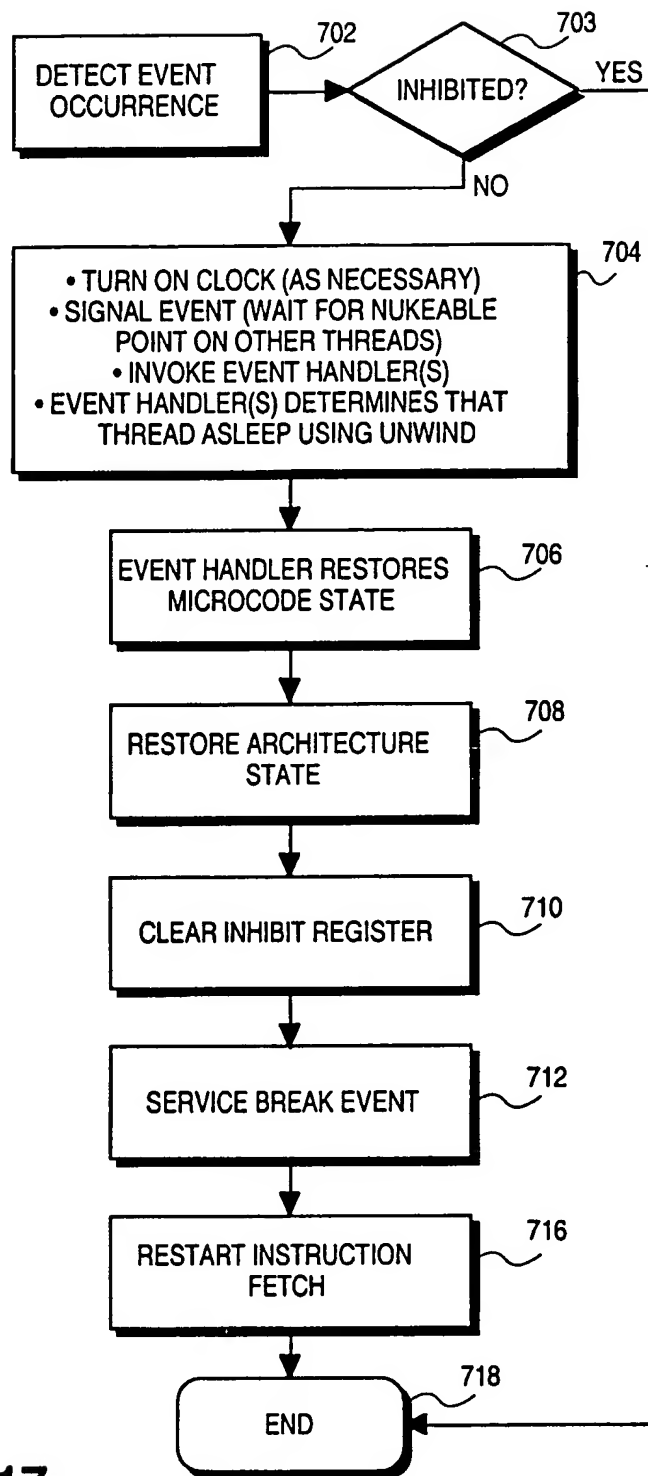 702
DETECT EVENT
OCCURRENCE
703
INHIBITED?
YES
NO
704
• TURN ON CLOCK (AS NECESSARY)
• SIGNAL EVENT (WAIT FOR NUKEABLE
POINT ON OTHER THREADS)
• INVOKE EVENT HANDLER(S)
• EVENT HANDLER(S) DETERMINES THAT
THREAD ASLEEP USING UNWIND
706
EVENT HANDLER RESTORES
MICROCODE STATE
708
RESTORE ARCHITECTURE
STATE
710
CLEAR INHIBIT REGISTER
712
SERVICE BREAK EVENT
716
RESTART INSTRUCTION
FETCH
718
END